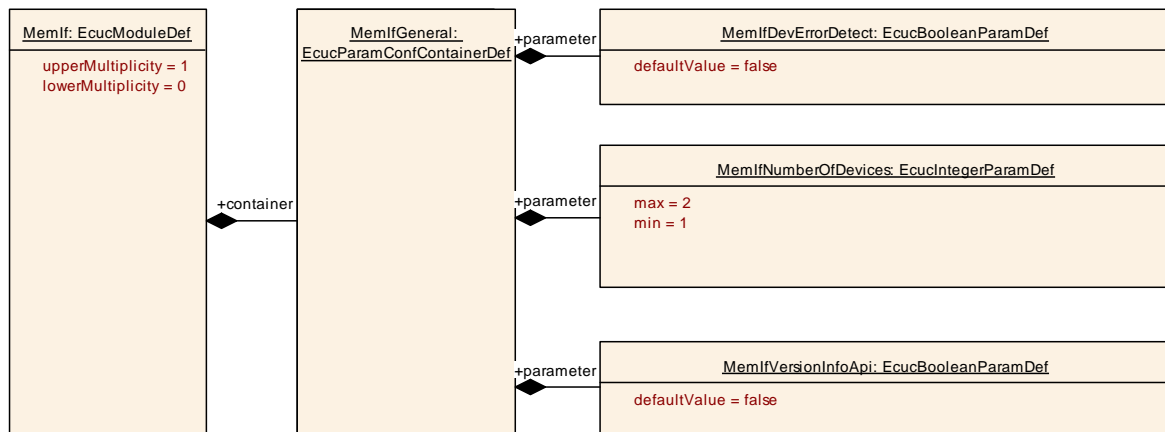 MemIf: EcucModuleDef
upperMultiplicity = 1
lowerMultiplicity = 0
+container
MemIfGeneral:
EcucParamConfContainerDef
+parameter
MemIfDevErrorDetect: EcucBooleanParamDef
defaultValue = false
+parameter
MemIfNumberOfDevices: EcucIntegerParamDef
max = 2
min = 1
+parameter
MemIfVersionInfoApi: EcucBooleanParamDef
defaultValue = false